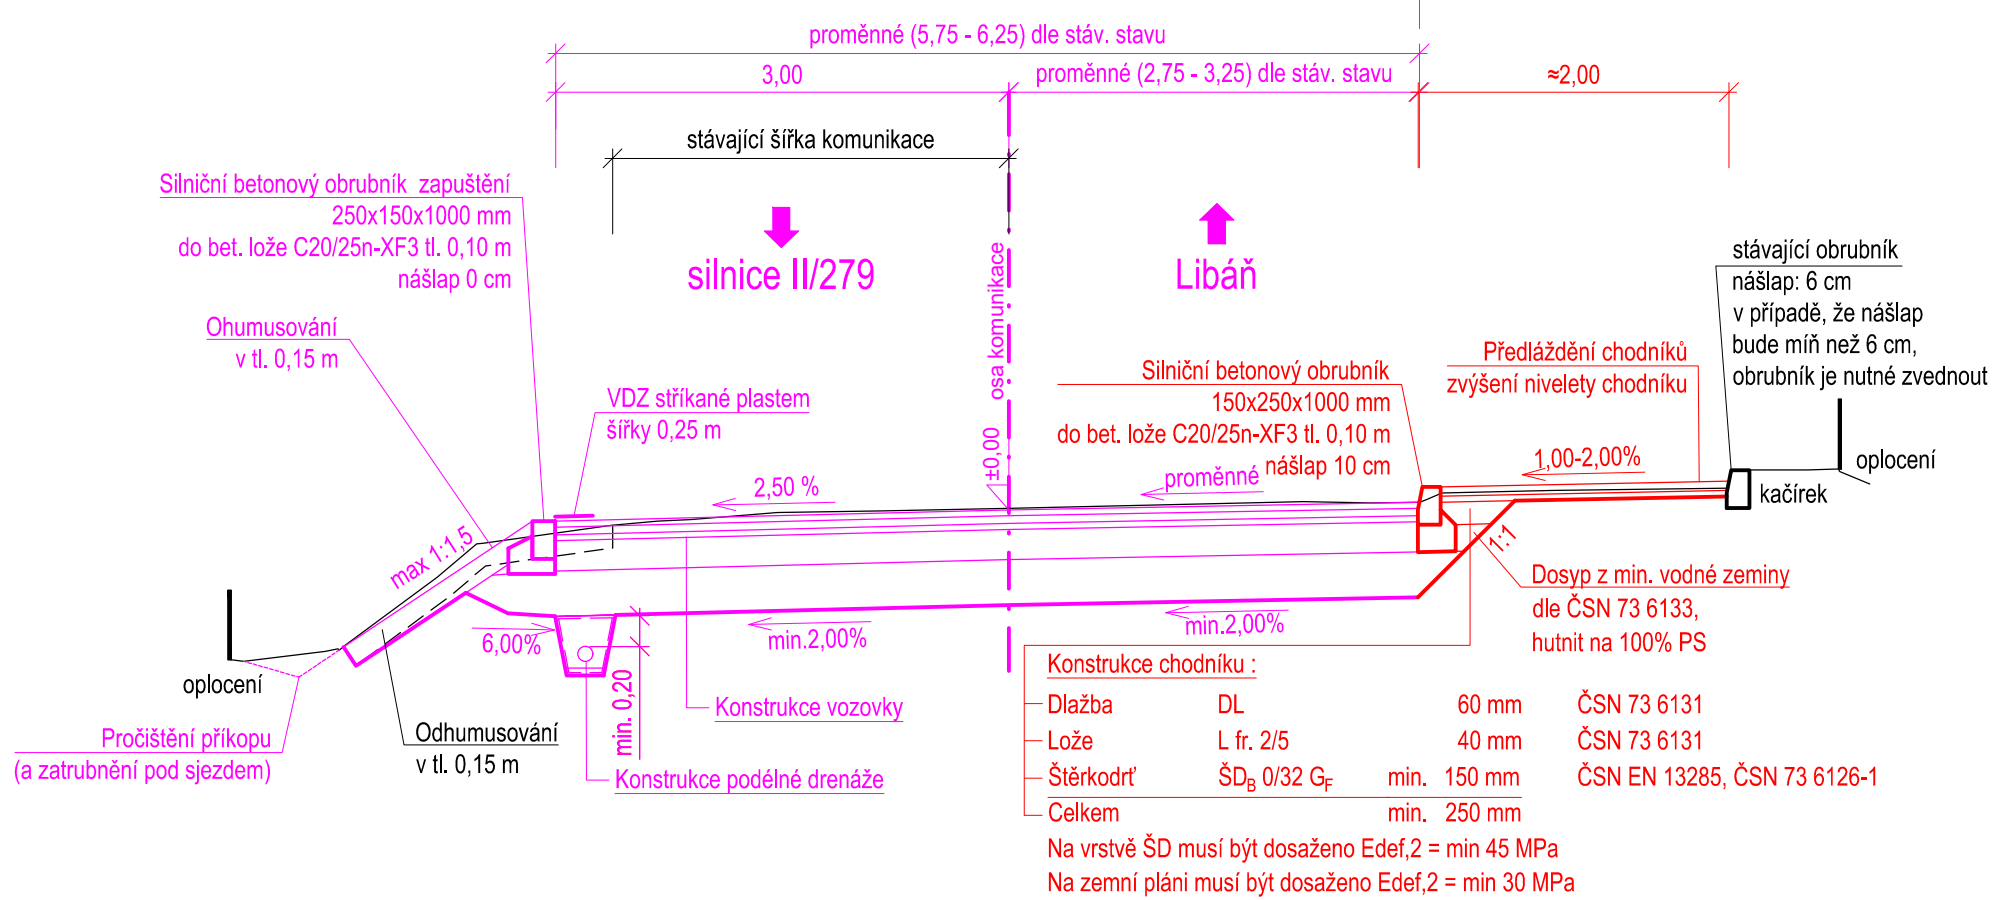 proměnné (5,75 - 6,25) dle stáv. stavu
3,00
proměnné (2,75 - 3,25) dle stáv. stavu
≈2,00
stávající šířka komunikace
Silniční betonový obrubník zapuštění
250x150x1000 mm
do bet. lože C20/25n-XF3 tl. 0,10 m
nášlap 0 cm
silnice II/279
Libáň
osa komunikace
±0,00
stávající obrubník
nášlap: 6 cm
v případě, že nášlap
bude míň než 6 cm,
obrubník je nutné zvednout
Ohumusování
v tl. 0,15 m
VDZ stříkané plastem
šířky 0,25 m
Silniční betonový obrubník
150x250x1000 mm
do bet. lože C20/25n-XF3 tl. 0,10 m
nášlap 10 cm
Předláždění chodníků
zvýšení nivelety chodníku
1,00-2,00%
oplocení
kačírek
2,50 %
proměnné
max 1:1,5
1:1
Dosyp z min. vodné zeminy
dle ČSN 73 6133,
hutnit na 100% PS
6,00%
min.2,00%
min.2,00%
min. 0,20
oplocení
Pročištění příkopu
(a zatrubnění pod sjezdem)
Odhumusování
v tl. 0,15 m
Konstrukce vozovky
Konstrukce podélné drenáže
Konstrukce chodníku :
Dlažba DL 60 mm ČSN 73 6131
Lože L fr. 2/5 40 mm ČSN 73 6131
Štěrkodrť ŠDB 0/32 GF min. 150 mm ČSN EN 13285, ČSN 73 6126-1
Celkem min. 250 mm
Na vrstvě ŠD musí být dosaženo Edef,2 = min 45 MPa
Na zemní pláni musí být dosaženo Edef,2 = min 30 MPa